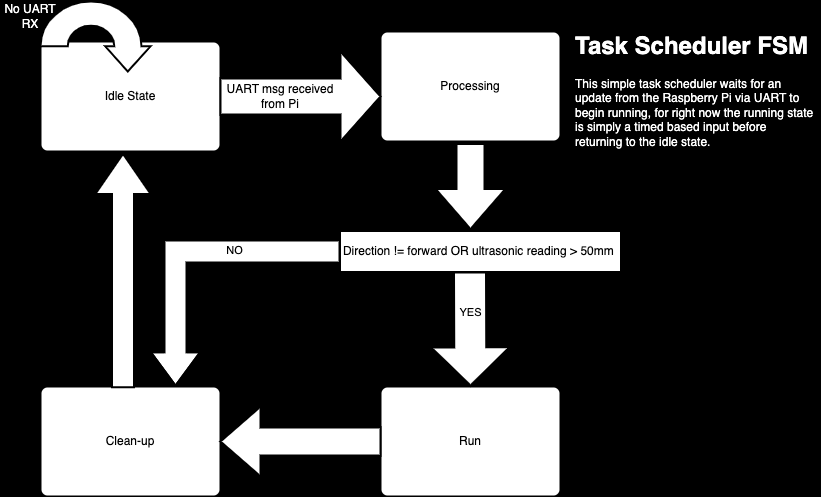 No UART
RX
Task Scheduler FSM
Idle State
UART msg received
from Pi
Processing
This simple task scheduler waits for an
update from the Raspberry Pi via UART to
begin running, for right now the running state
is simply a timed based input before
returning to the idle state.
NO
Direction != forward OR ultrasonic reading > 50mm
YES
Clean-up
Run